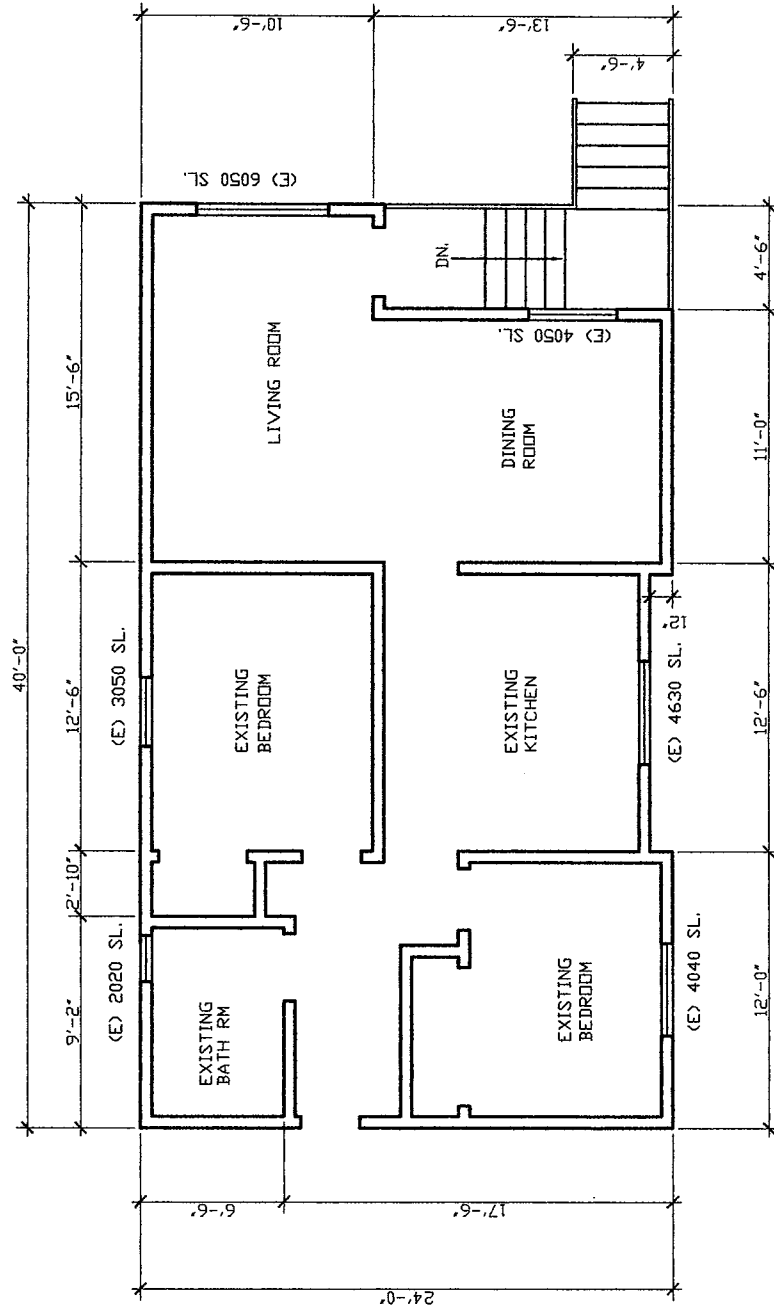 40'-0"
15'-6"
12'-6"
2'-10"
9'-2"
10'-6"
13'-6"
4'-6"
(E) 6050 SL.
(E) 3050 SL.
(E) 2020 SL.
LIVING ROOM
DN.
(E) 4050 SL.
DINING
ROOM
EXISTING
BEDROOM
EXISTING
KITCHEN
EXISTING
BATH RM
EXISTING
BEDROOM
12"
(E) 4630 SL.
(E) 4040 SL.
4'-6"
11'-0"
12'-6"
12'-0"
6'-6"
17'-6"
24'-0"